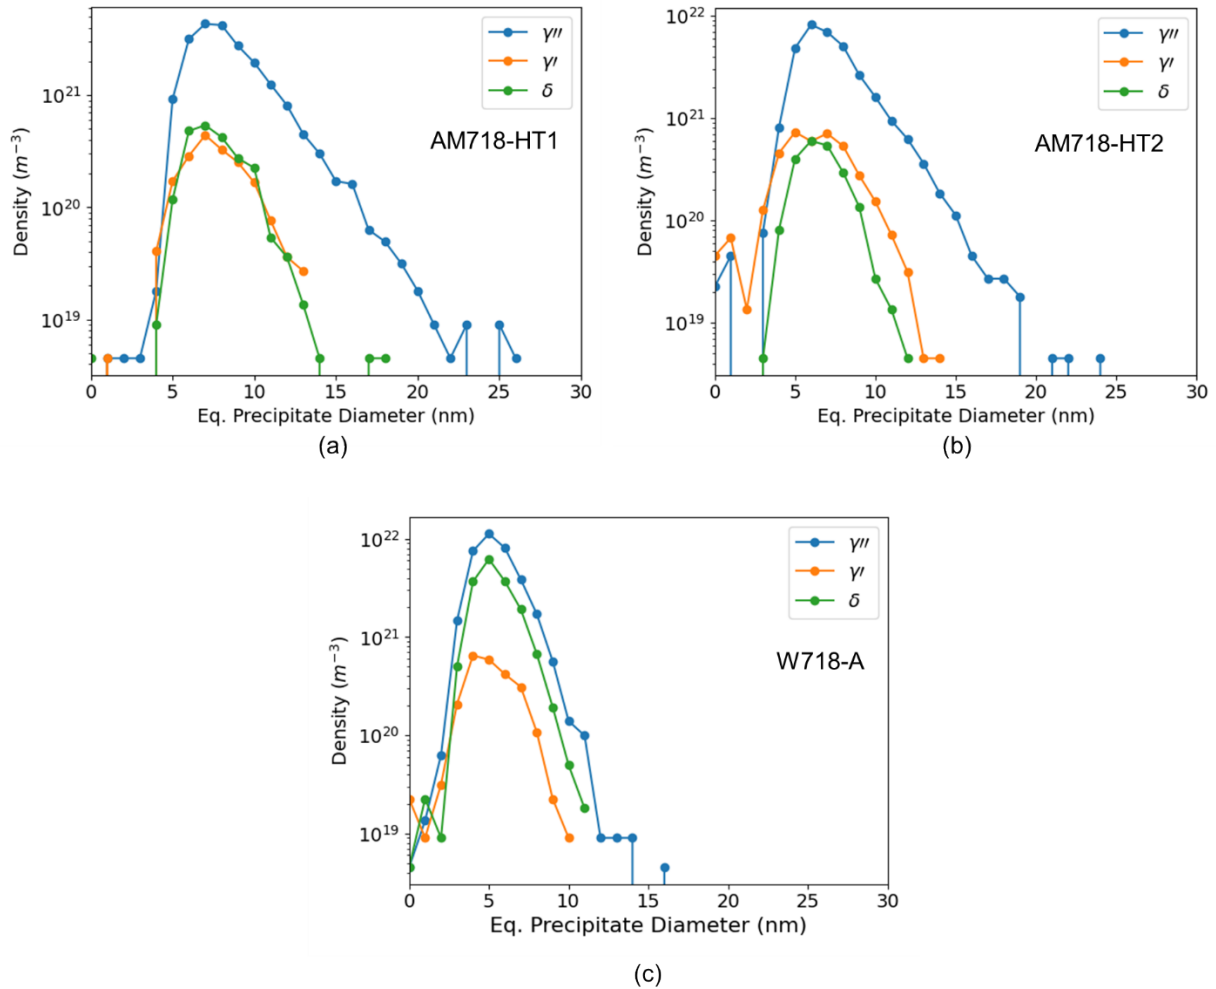 γ″
γ′
δ
AM718-HT1
10²¹
10²⁰
10¹⁹
Density (m⁻³)
0 5 10 15 20 25 30
Eq. Precipitate Diameter (nm)
(a)
γ″
γ′
δ
AM718-HT2
10²²
10²¹
10²⁰
10¹⁹
Density (m⁻³)
0 5 10 15 20 25 30
Eq. Precipitate Diameter (nm)
(b)
γ″
γ′
δ
W718-A
10²²
10²¹
10²⁰
10¹⁹
Density (m⁻³)
0 5 10 15 20 25 30
Eq. Precipitate Diameter (nm)
(c)